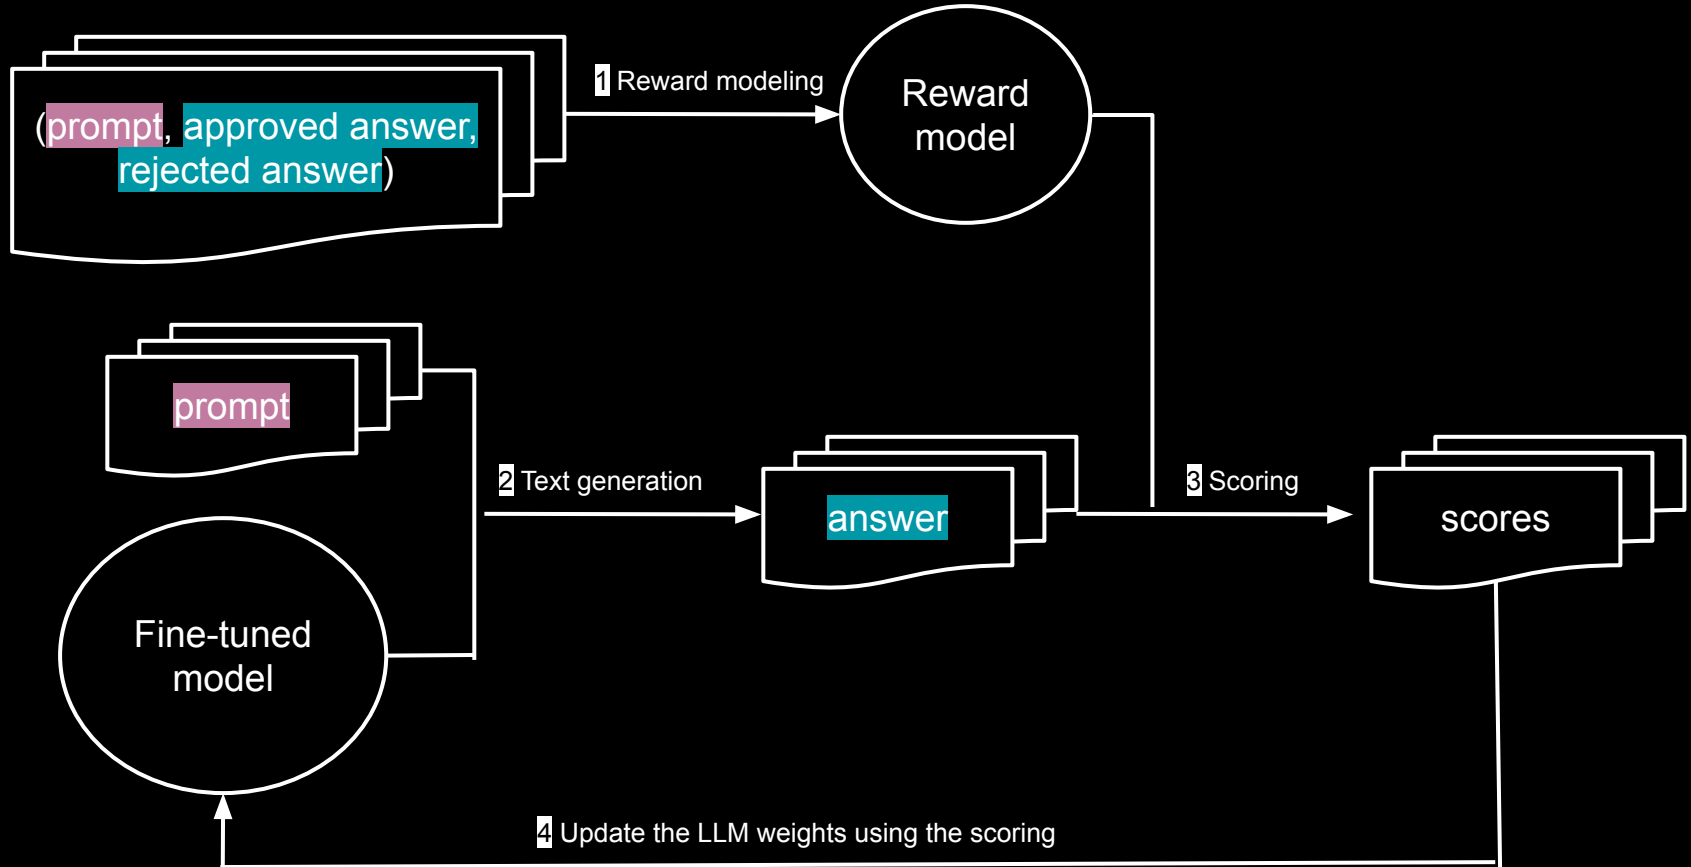 1 Reward modeling
Reward
model
(prompt, approved answer,
rejected answer)
prompt
2 Text generation
answer
3 Scoring
scores
Fine-tuned
model
4 Update the LLM weights using the scoring